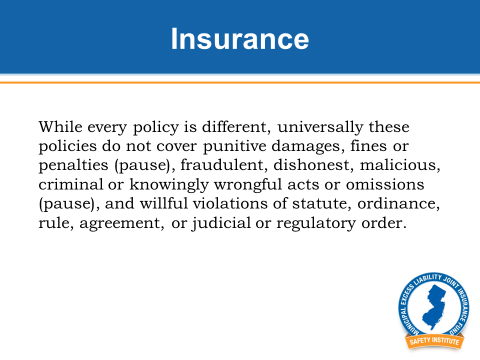 Insurance
While every policy is different, universally these
policies do not cover punitive damages, fines or
penalties (pause), fraudulent, dishonest, malicious,
criminal or knowingly wrongful acts or omissions
(pause), and willful violations of statute, ordinance,
rule, agreement, or judicial or regulatory order.
MUNICIPAL EXCESS LIABILITY JOINT INSURANCE FUND
SAFETY INSTITUTE